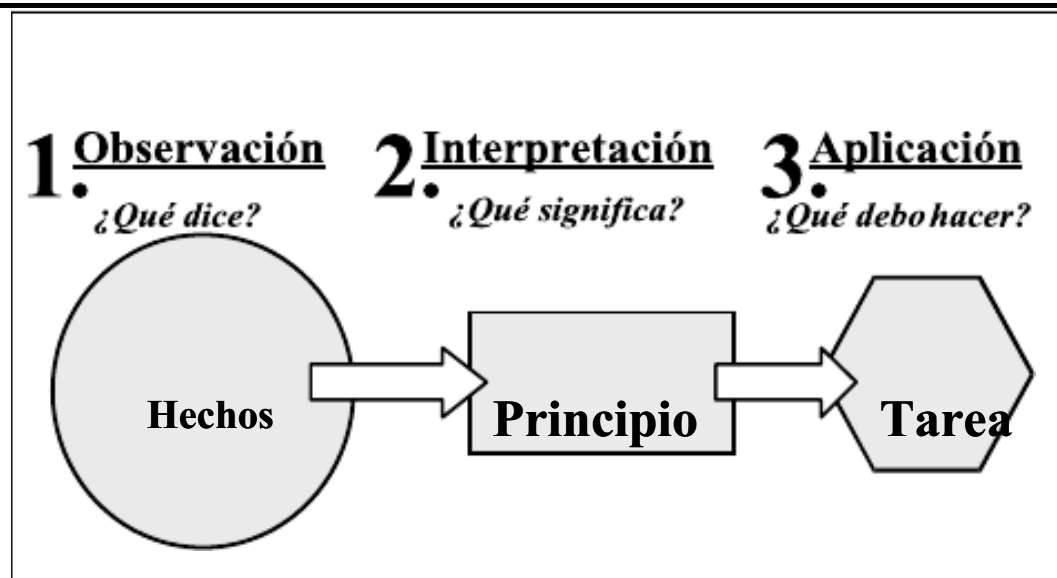 1. Observación
¿Qué dice?
2. Interpretación
¿Qué significa?
3. Aplicación
¿Qué debo hacer?
Hechos
Principio
Tarea